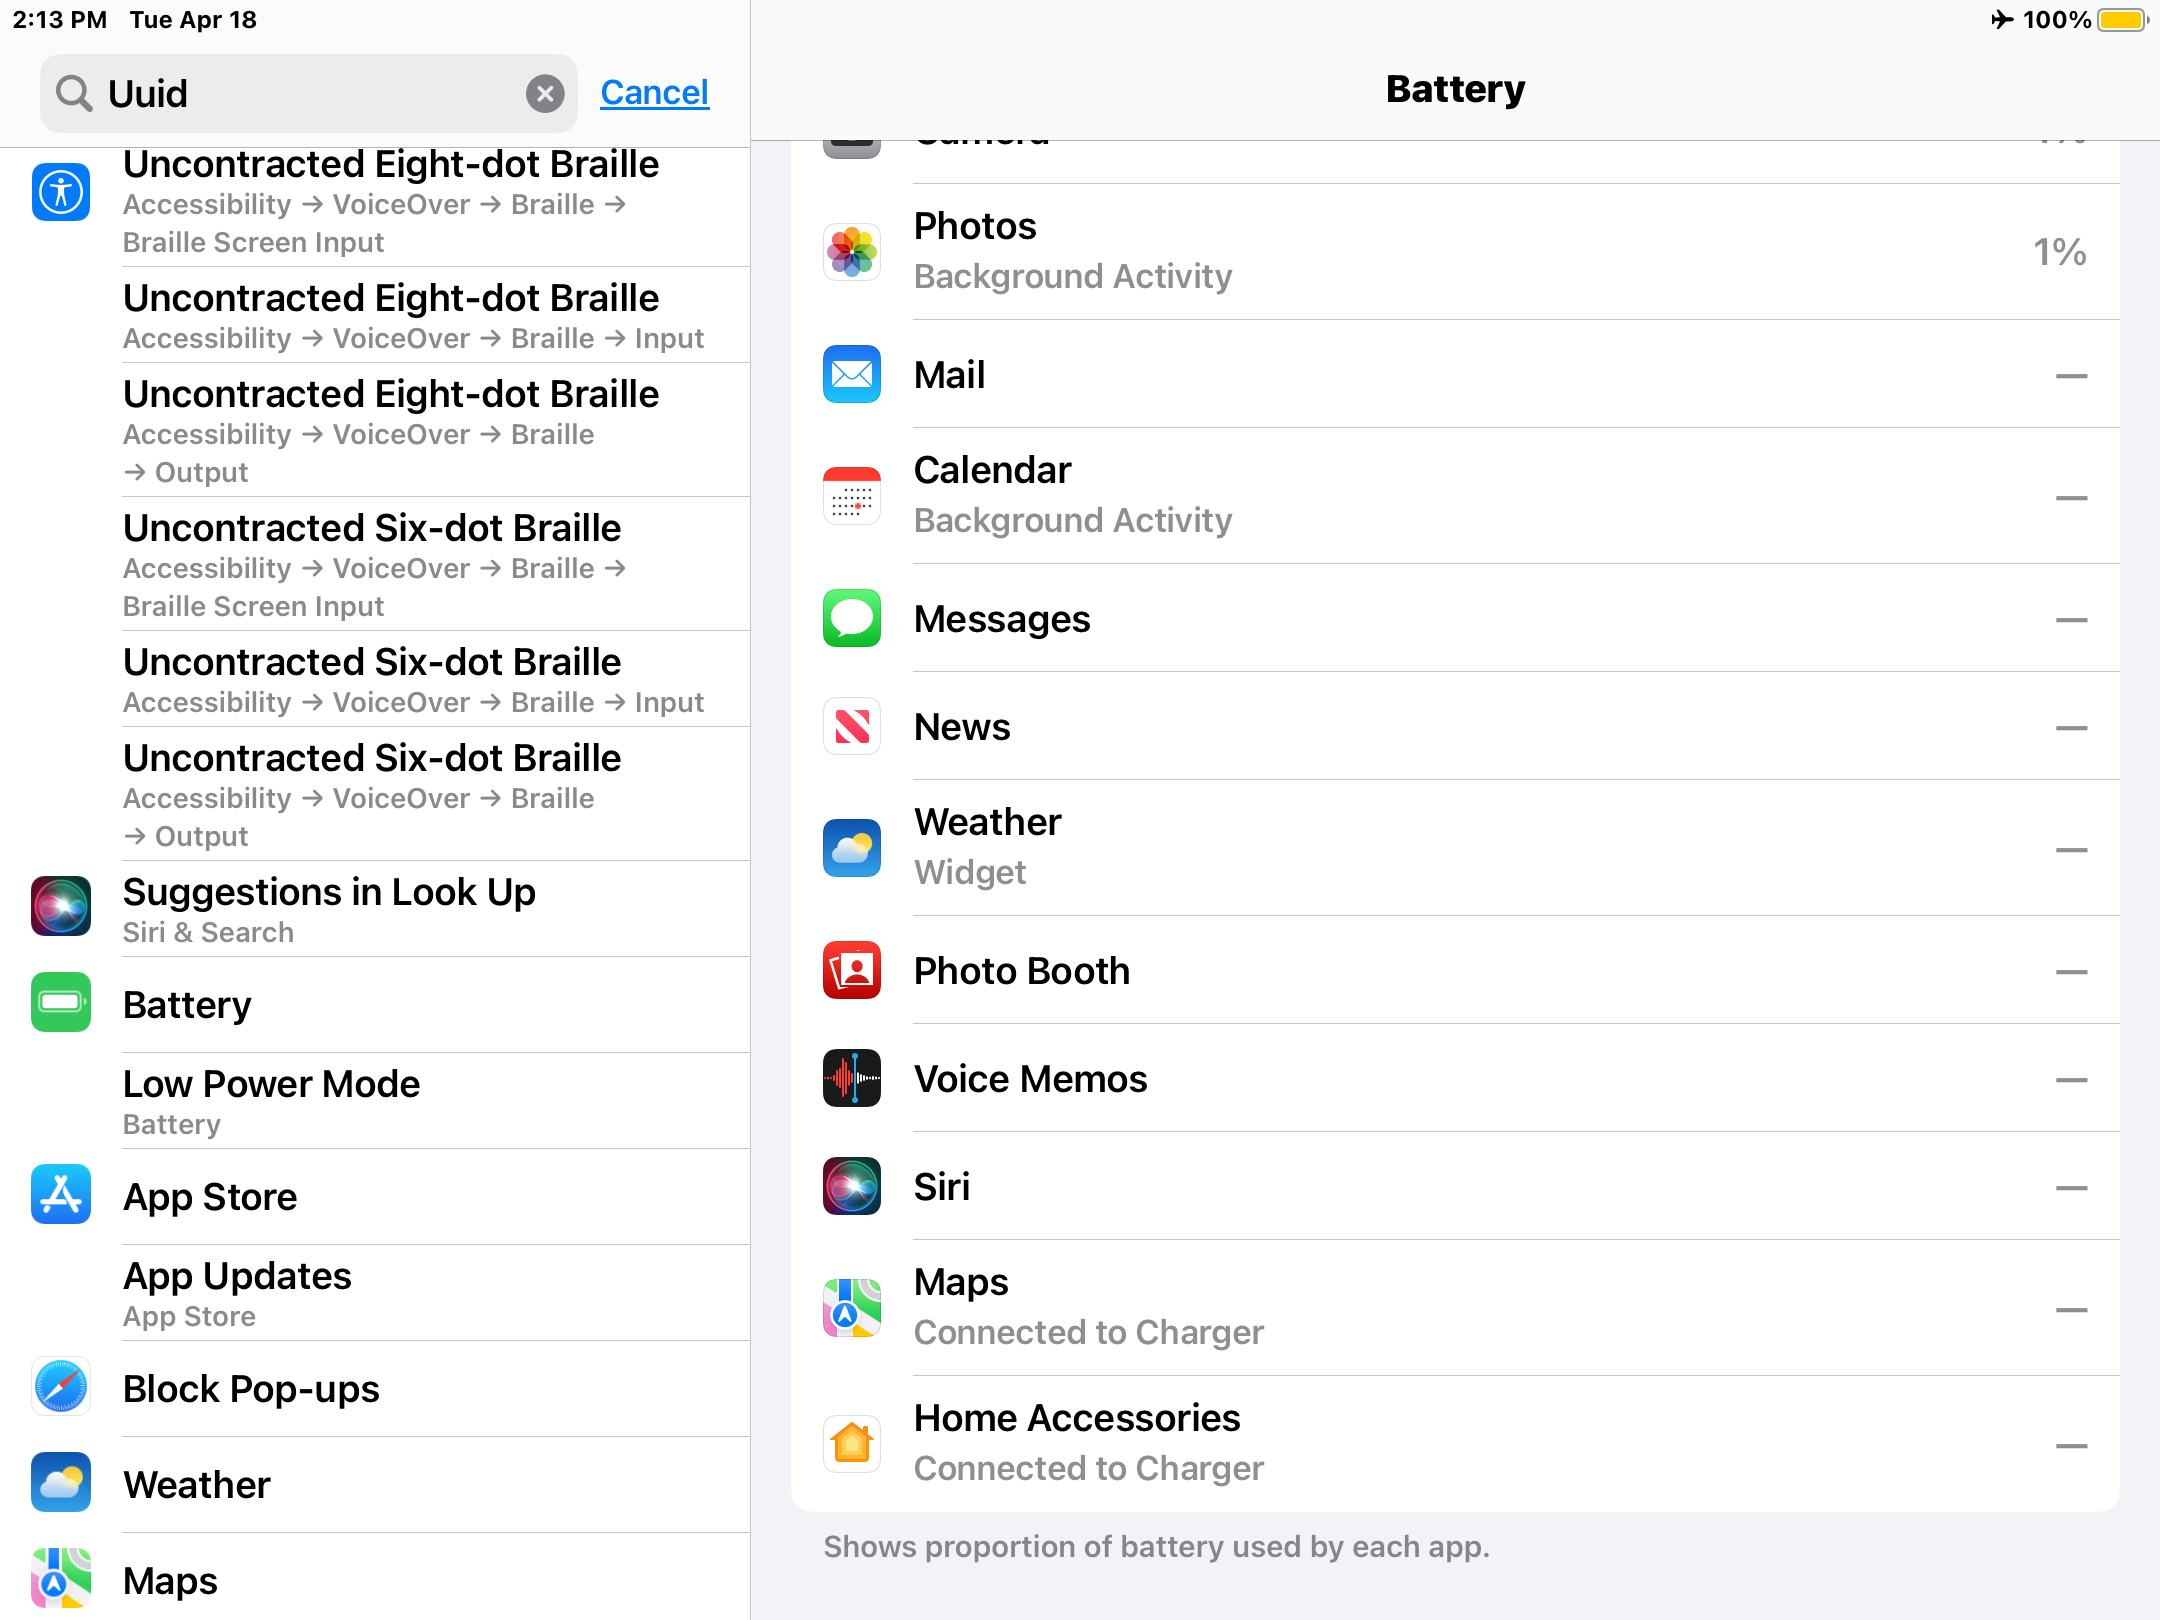 2:13 PM Tue Apr 18
100%
Uuid
Cancel
Uncontracted Eight-dot Braille
Accessibility → VoiceOver → Braille →
Braille Screen Input
Uncontracted Eight-dot Braille
Accessibility → VoiceOver → Braille → Input
Uncontracted Eight-dot Braille
Accessibility → VoiceOver → Braille
→ Output
Uncontracted Six-dot Braille
Accessibility → VoiceOver → Braille →
Braille Screen Input
Uncontracted Six-dot Braille
Accessibility → VoiceOver → Braille → Input
Uncontracted Six-dot Braille
Accessibility → VoiceOver → Braille
→ Output
Suggestions in Look Up
Siri & Search
Battery
Low Power Mode
Battery
App Store
App Updates
App Store
Block Pop-ups
Weather
Maps
Battery
Camera
Photos
Background Activity
1%
Mail
—
Calendar
Background Activity
—
Messages
—
News
—
Weather
Widget
—
Photo Booth
—
Voice Memos
—
Siri
—
Maps
Connected to Charger
—
Home Accessories
Connected to Charger
—
Shows proportion of battery used by each app.